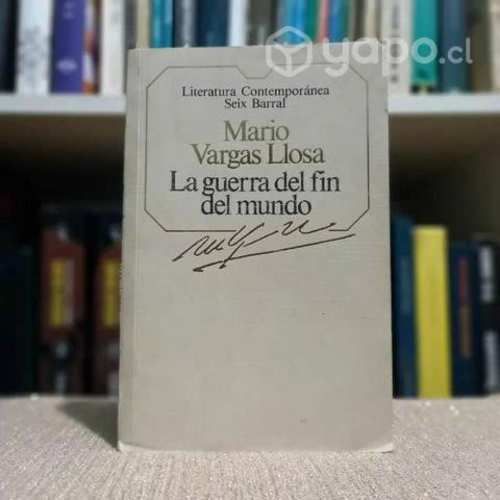 yapo.cl
Literatura Contemporánea
Seix Barral
Mario
Vargas Llosa
La guerra del fin
del mundo